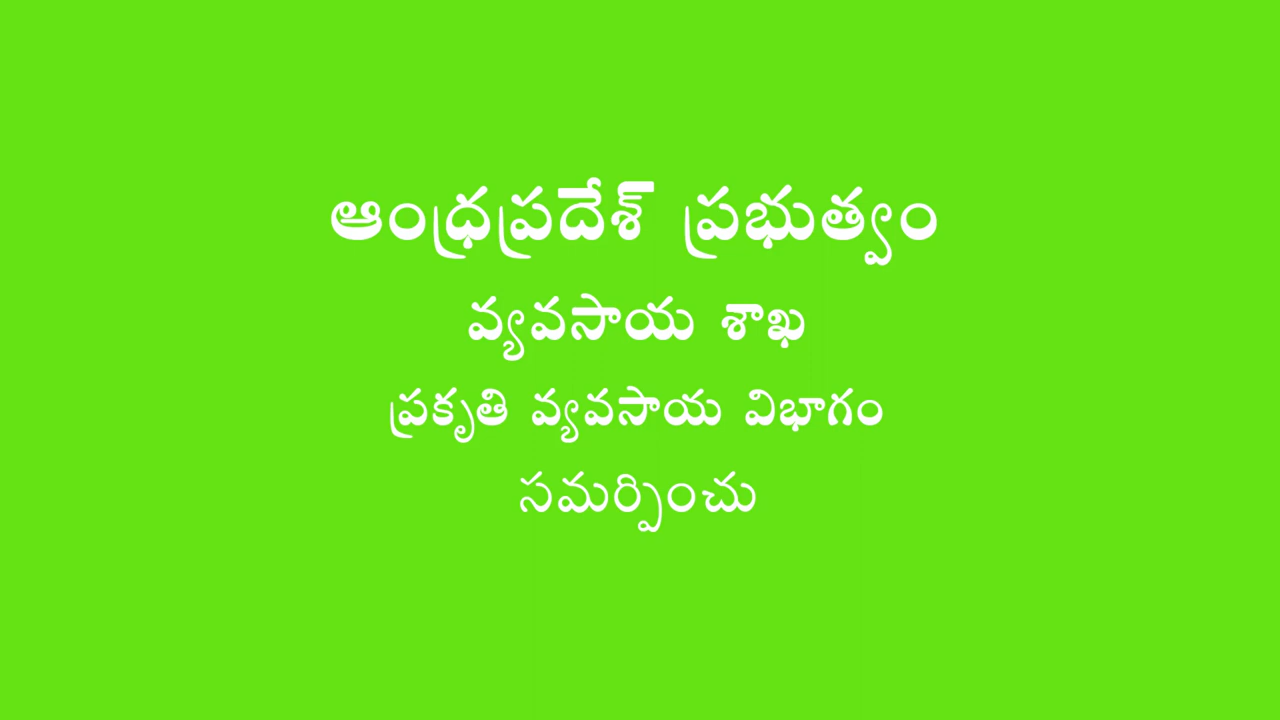 ఆంధ్రప్రదేశ్ ప్రభుత్వం
వ్యవసాయ శాఖ
ప్రకృతి వ్యవసాయ విభాగం
సమర్పించు